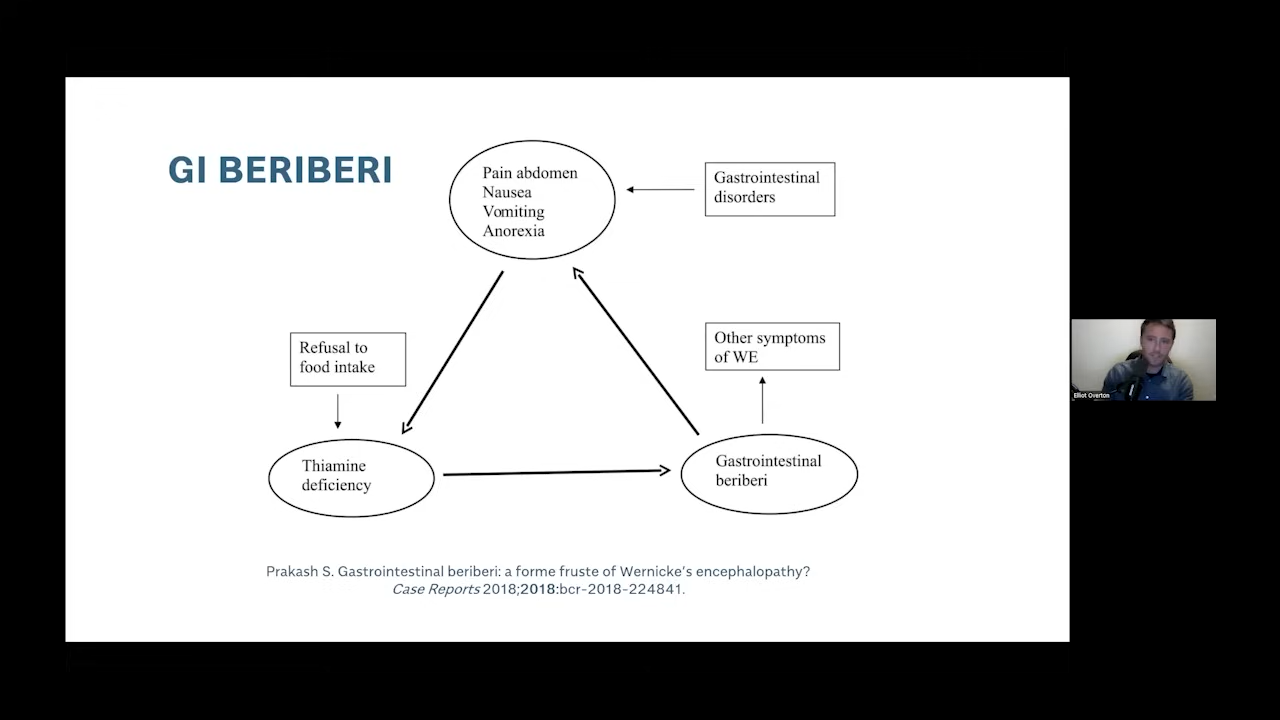 GI BERIBERI
Pain abdomen
Nausea
Vomiting
Anorexia
Gastrointestinal
disorders
Refusal to
food intake
Other symptoms
of WE
Thiamine
deficiency
Gastrointestinal
beriberi
Prakash S. Gastrointestinal beriberi: a forme fruste of Wernicke's encephalopathy?
Case Reports 2018;2018:bcr-2018-224841.
Elliot Overton